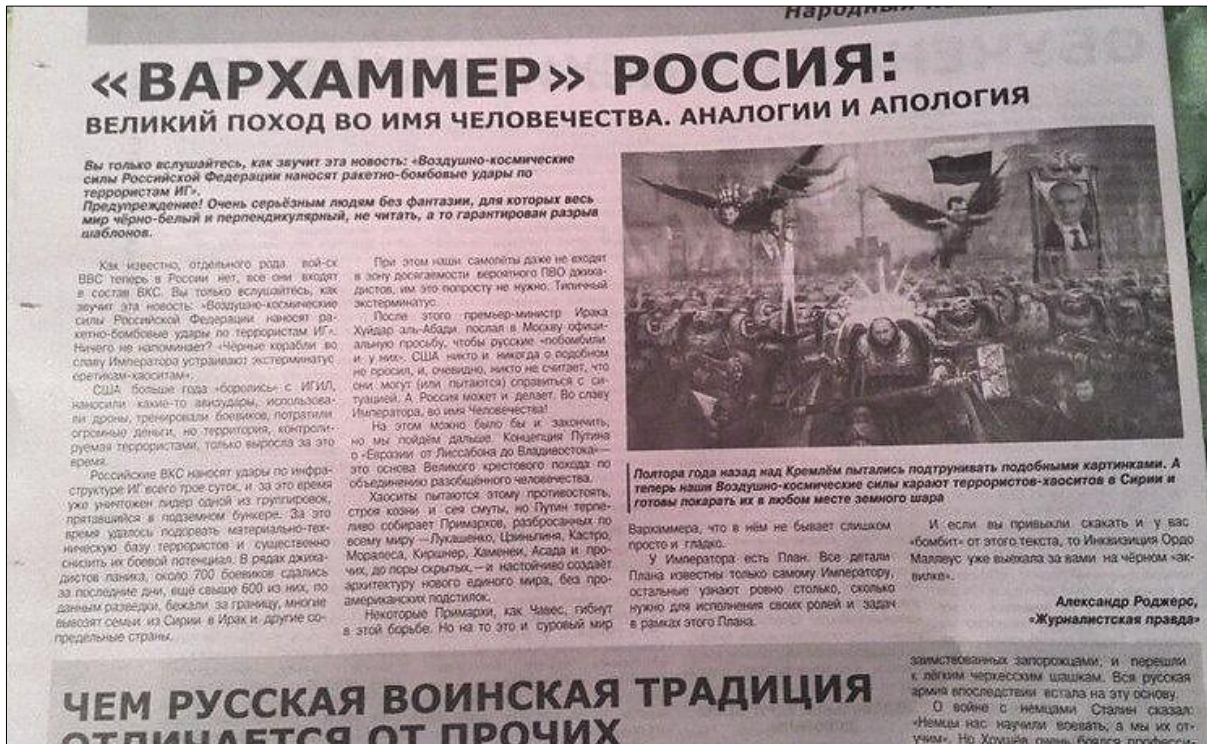 Народный
«ВАРХАММЕР» РОССИЯ:
ВЕЛИКИЙ ПОХОД ВО ИМЯ ЧЕЛОВЕЧЕСТВА. АНАЛОГИИ И АПОЛОГИЯ
Вы только вслушайтесь, как звучит эта новость: «Воздушно-космические
силы Российской Федерации наносят ракетно-бомбовые удары по
террористам ИГ».
Предупреждение! Очень серьёзным людям без фантазии, для которых весь
мир чёрно-белый и перпендикулярный, не читать, а то гарантирован разрыв
шаблонов.
Как известно, отдельного рода вой-ск
ВВС теперь в России нет, все они входят
в состав ВКС. Вы только вслушайтесь, как
звучит эта новость: «Воздушно-космические
силы Российской Федерации наносят ра-
кетно-бомбовые удары по террористам ИГ».
Ничего не напоминает? «Чёрные корабли во
славу Императора устраивают экстерминатус
еретикам-хаоситам».
США больше года «боролись» с ИГИЛ,
наносили какие-то авиаудары, использова-
ли дроны, тренировали боевиков, потратили
огромные деньги, но территория, контроли-
руемая террористами, только выросла за это
время.
Российские ВКС наносят удары по инфра-
структуре ИГ всего трое суток, и за это время
уже уничтожен лидер одной из группировок,
прятавшийся в подземном бункере. За это
время удалось подорвать материально-тех-
ническую базу террористов и существенно
снизить их боевой потенциал. В рядах джиха-
дистов паника, около 700 боевиков сдались
за последние дни, ещё свыше 600 из них, по
данным разведки, бежали за границу, многие
вывозят семьи из Сирии в Ирак и другие со-
предельные страны.
При этом наши самолёты даже не входят
в зону досягаемости вероятного ПВО джиха-
дистов, им это попросту не нужно. Типичный
экстерминатус.
После этого премьер-министр Ирака
Хуйдар аль-Абади послал в Москву офици-
альную просьбу, чтобы русские «побомбили
и у них». США никто и никогда о подобном
не просил, и, очевидно, никто не считает, что
они могут (или пытаются) справиться с си-
туацией. А Россия может и делает. Во славу
Императора, во имя Человечества!
На этом можно было бы и закончить,
но мы пойдём дальше. Концепция Путина
о «Евразии от Лиссабона до Владивостока»—
это основа Великого крестового похода по
объединению разобщённого человечества.
Хаоситы пытаются этому противостоять,
строя козни и сея смуты, но Путин терпе-
ливо собирает Примархов, разбросанных по
всему миру — Лукашенко, Цзиньпиня, Кастро,
Моралеса, Киршнер, Хаменеи, Асада и про-
чих, до поры скрытых,— и настойчиво создаёт
архитектуру нового единого мира, без про-
американских подстилок.
Некоторые Примархи, как Чавес, гибнут
в этой борьбе. Но на то это и суровый мир
Полтора года назад над Кремлём пытались подтрунивать подобными картинками. А
теперь наши Воздушно-космические силы карают террористов-хаоситов в Сирии и
готовы покарать их в любом месте земного шара
Вархаммера, что в нём не бывает слишком
просто и гладко.
У Императора есть План. Все детали
Плана известны только самому Императору,
остальные узнают ровно столько, сколько
нужно для исполнения своих ролей и задач
в рамках этого Плана.
И если вы привыкли скакать и у вас
«бомбит» от этого текста, то Инквизиция Ордо
Маллеус уже выехала за вами на чёрном «ак-
вилке».
Александр Роджерс,
«Журналистская правда»
ЧЕМ РУССКАЯ ВОИНСКАЯ ТРАДИЦИЯ
ОТЛИЧАЕТСЯ ОТ ПРОЧИХ
заимствованных запорожцами, и перешли
к лёгким черкесским шашкам. Вся русская
армия впоследствии встала на эту основу.
О войне с немцами Сталин сказал:
«Немцы нас научили воевать, а мы их от-
учим». Но Хрущёв очень боялся професси-